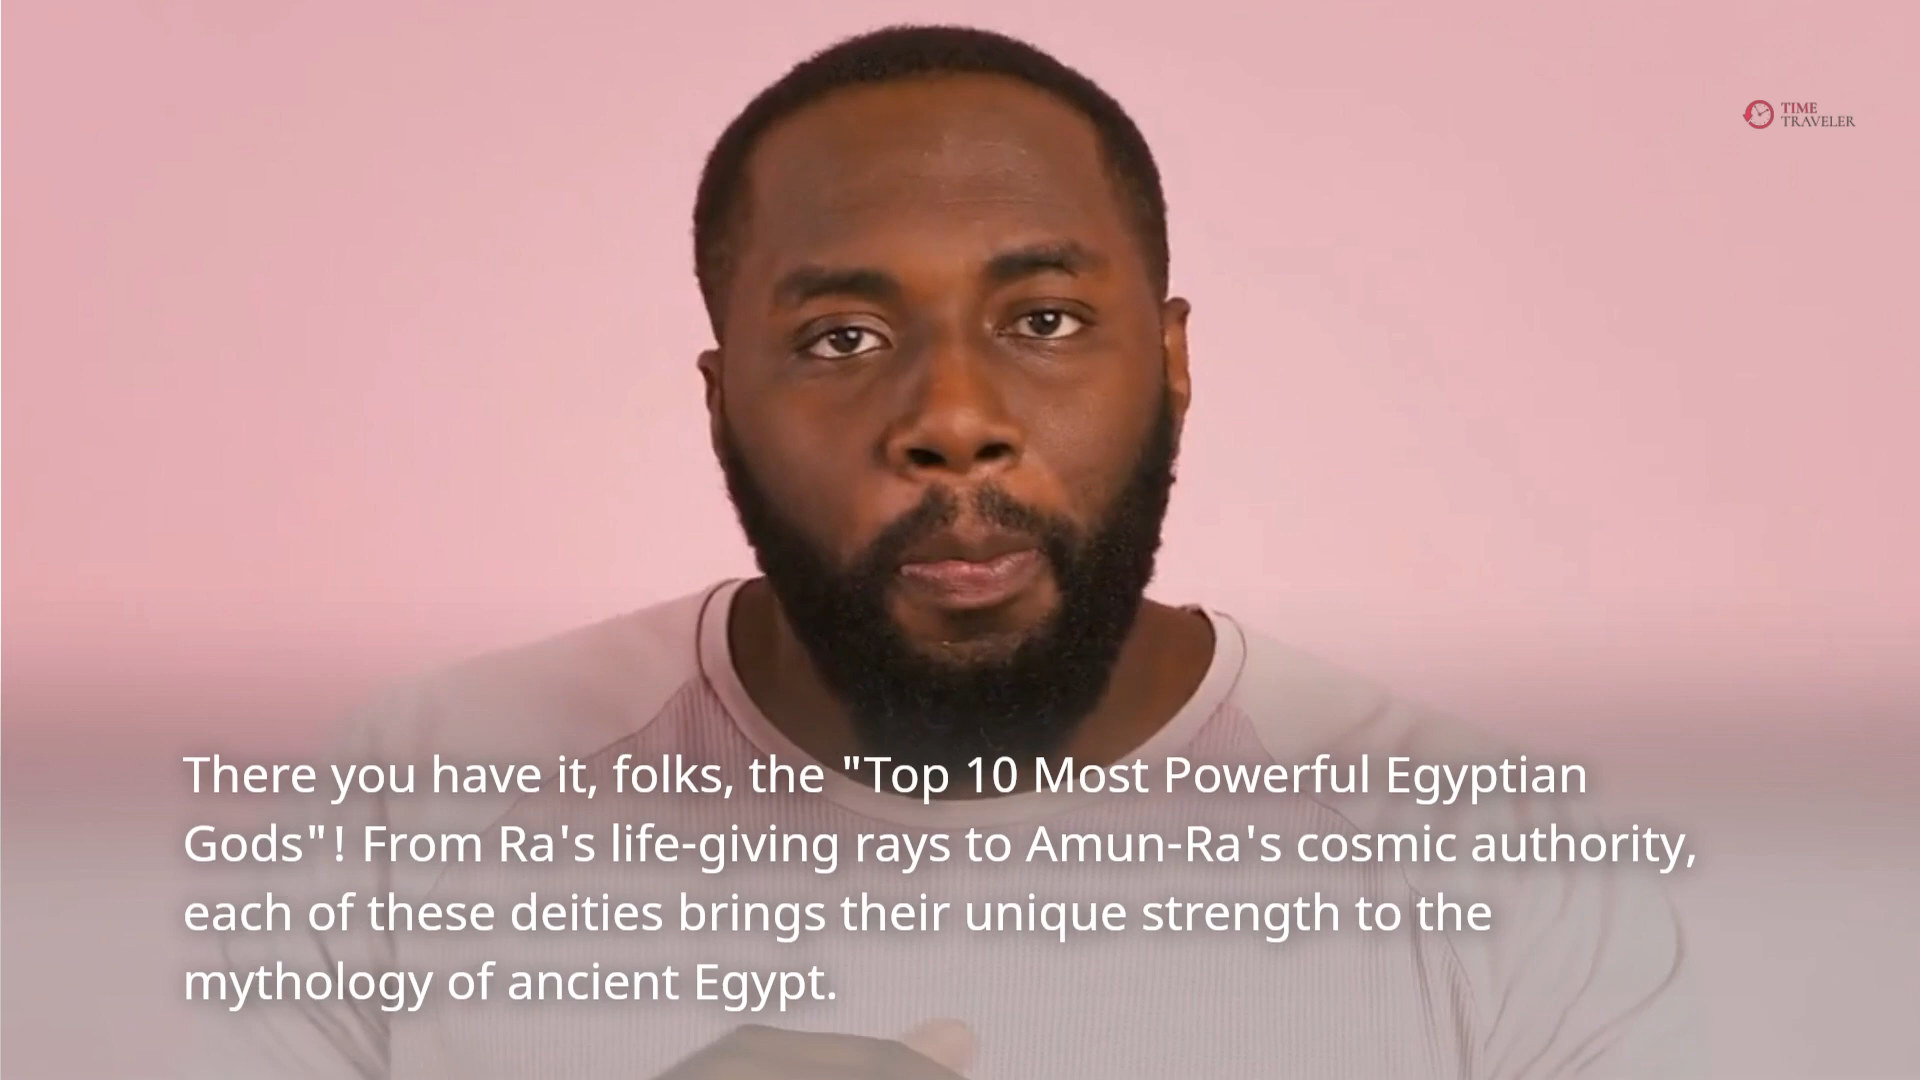 TIME
TRAVELER
There you have it, folks, the "Top 10 Most Powerful Egyptian
Gods"! From Ra's life-giving rays to Amun-Ra's cosmic authority,
each of these deities brings their unique strength to the
mythology of ancient Egypt.